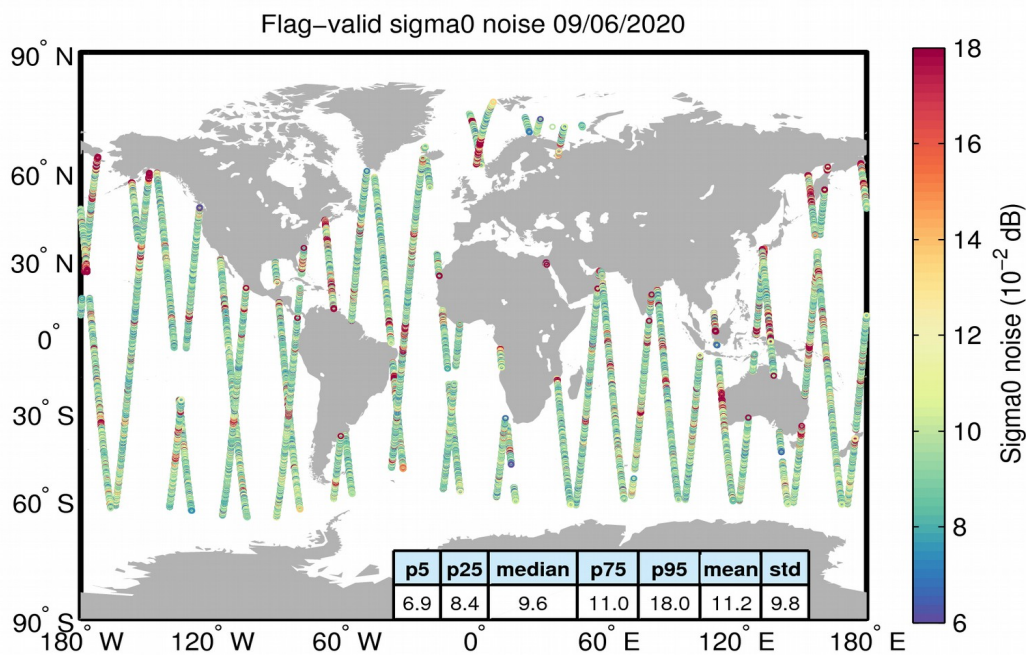 Flag−valid sigma0 noise 09/06/2020
90° N
60° N
30° N
0°
30° S
60° S
90° S
180° W
120° W
60° W
0°
60° E
120° E
180° E
p5 p25 median p75 p95 mean std
6.9 8.4 9.6 11.0 18.0 11.2 9.8
18
16
14
12
10
8
6
Sigma0 noise (10⁻² dB)